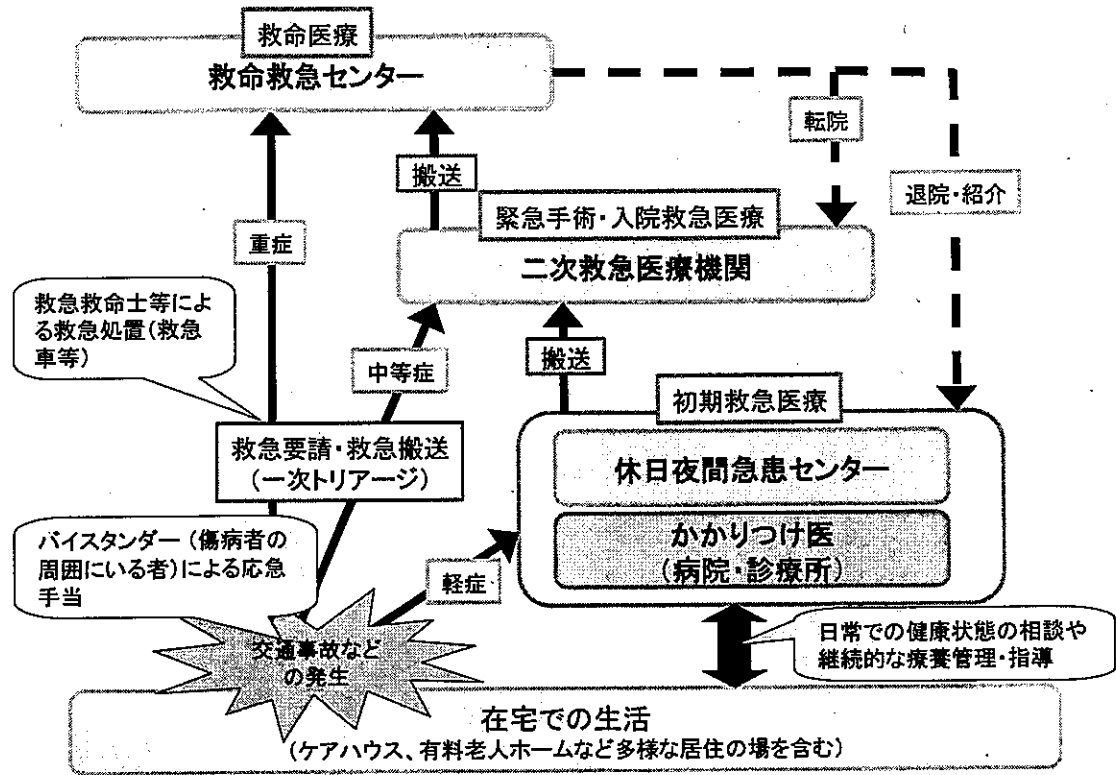 救命医療
救命救急センター
転院
搬送
退院・紹介
緊急手術・入院救急医療
二次救急医療機関
重症
救急救命士等によ
る救急処置(救急
車等)
中等症
搬送
初期救急医療
救急要請・救急搬送
(一次トリアージ)
休日夜間急患センター
かかりつけ医
(病院・診療所)
バイスタンダー(傷病者の
周囲にいる者)による応急
手当
軽症
交通事故など
の発生
日常での健康状態の相談や
継続的な療養管理・指導
在宅での生活
(ケアハウス、有料老人ホームなど多様な居住の場を含む)